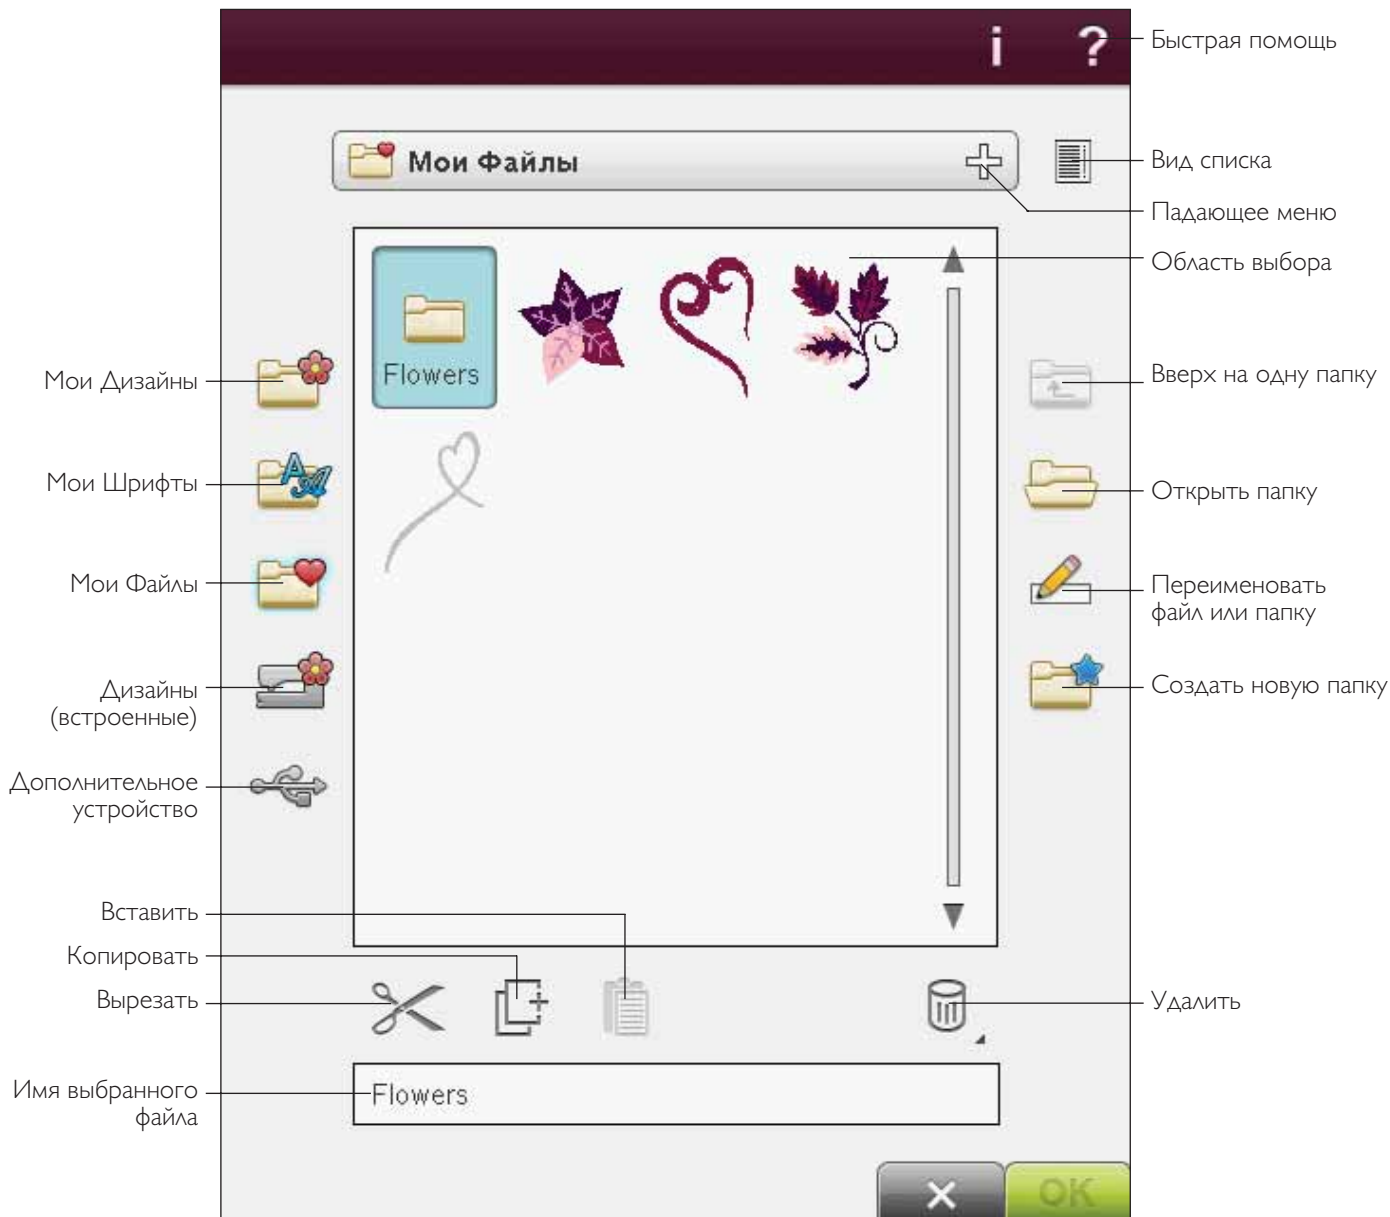 i ?
Быстрая помощь
Мои Файлы
Вид списка
Падающее меню
Область выбора
Flowers
Мои Дизайны
Вверх на одну папку
Мои Шрифты
Открыть папку
Мои Файлы
Переименовать
файл или папку
Дизайны
(встроенные)
Создать новую папку
Дополнительное
устройство
Вставить
Копировать
Вырезать
Удалить
Имя выбранного
файла
Flowers
OK